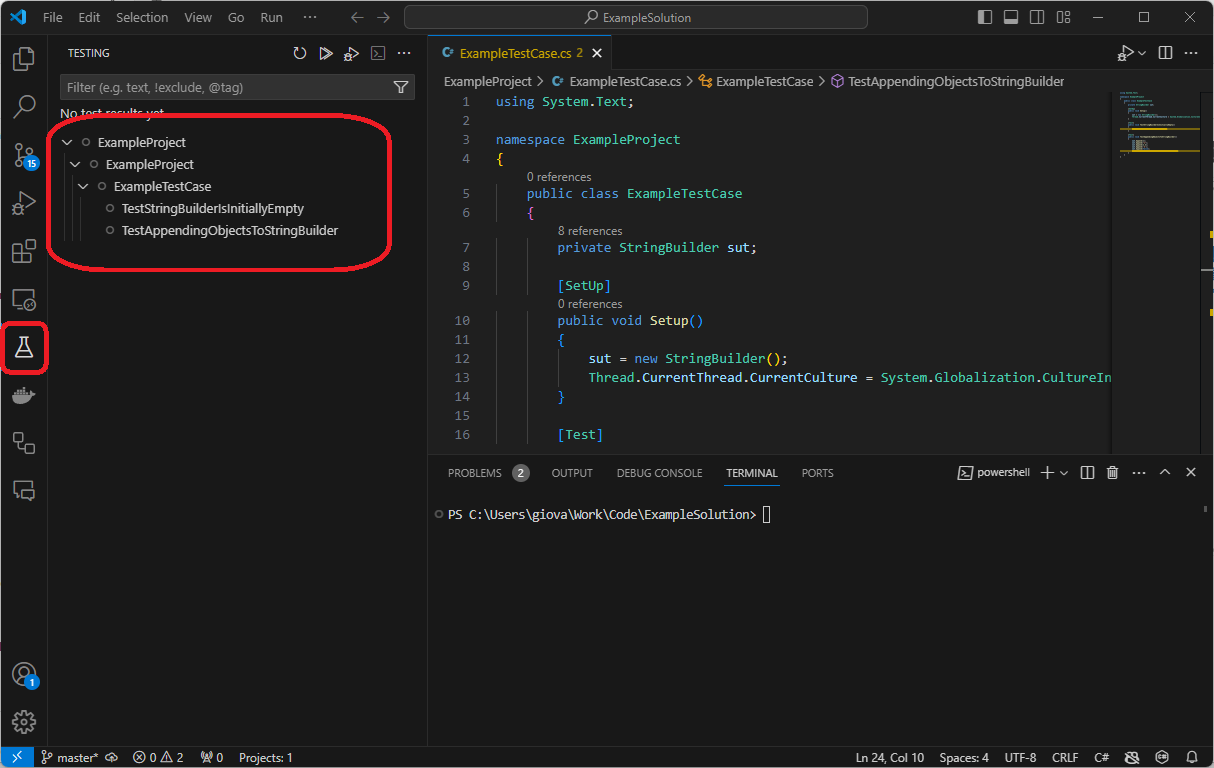 File Edit Selection View Go Run ··· ExampleSolution
TESTING
Filter (e.g. text, !exclude, @tag)
No test results yet.
ExampleProject
ExampleProject
ExampleTestCase
TestStringBuilderIsInitiallyEmpty
TestAppendingObjectsToStringBuilder
15
1
ExampleTestCase.cs 2
ExampleProject > ExampleTestCase.cs > ExampleTestCase > TestAppendingObjectsToStringBuilder
1 using System.Text;
2
3 namespace ExampleProject
4 {
0 references
5 public class ExampleTestCase
6 {
8 references
7 private StringBuilder sut;
8
9 [SetUp]
0 references
10 public void Setup()
11 {
12 sut = new StringBuilder();
13 Thread.CurrentThread.CurrentCulture = System.Globalization.CultureIn
14 }
15
16 [Test]
PROBLEMS 2 OUTPUT DEBUG CONSOLE TERMINAL PORTS powershell
PS C:\Users\giova\Work\Code\ExampleSolution>
master* 0 2 0 Projects: 1 Ln 24, Col 10 Spaces: 4 UTF-8 CRLF C#